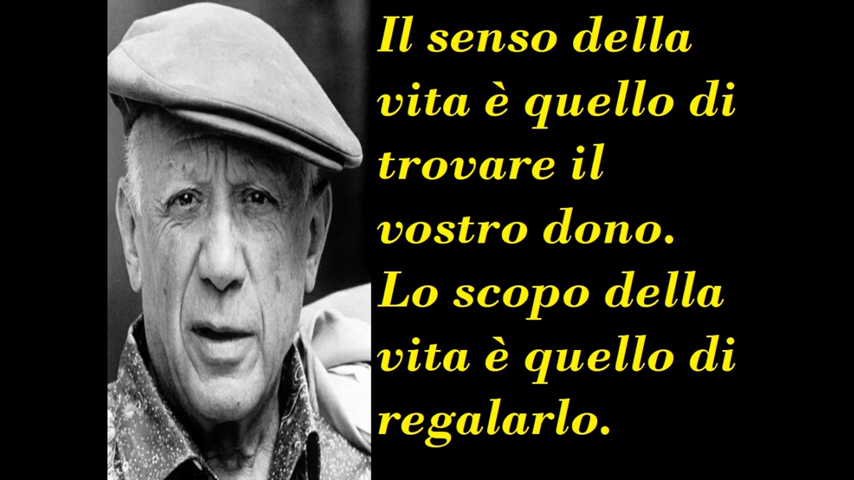 Il senso della
vita è quello di
trovare il
vostro dono.
Lo scopo della
vita è quello di
regalarlo.